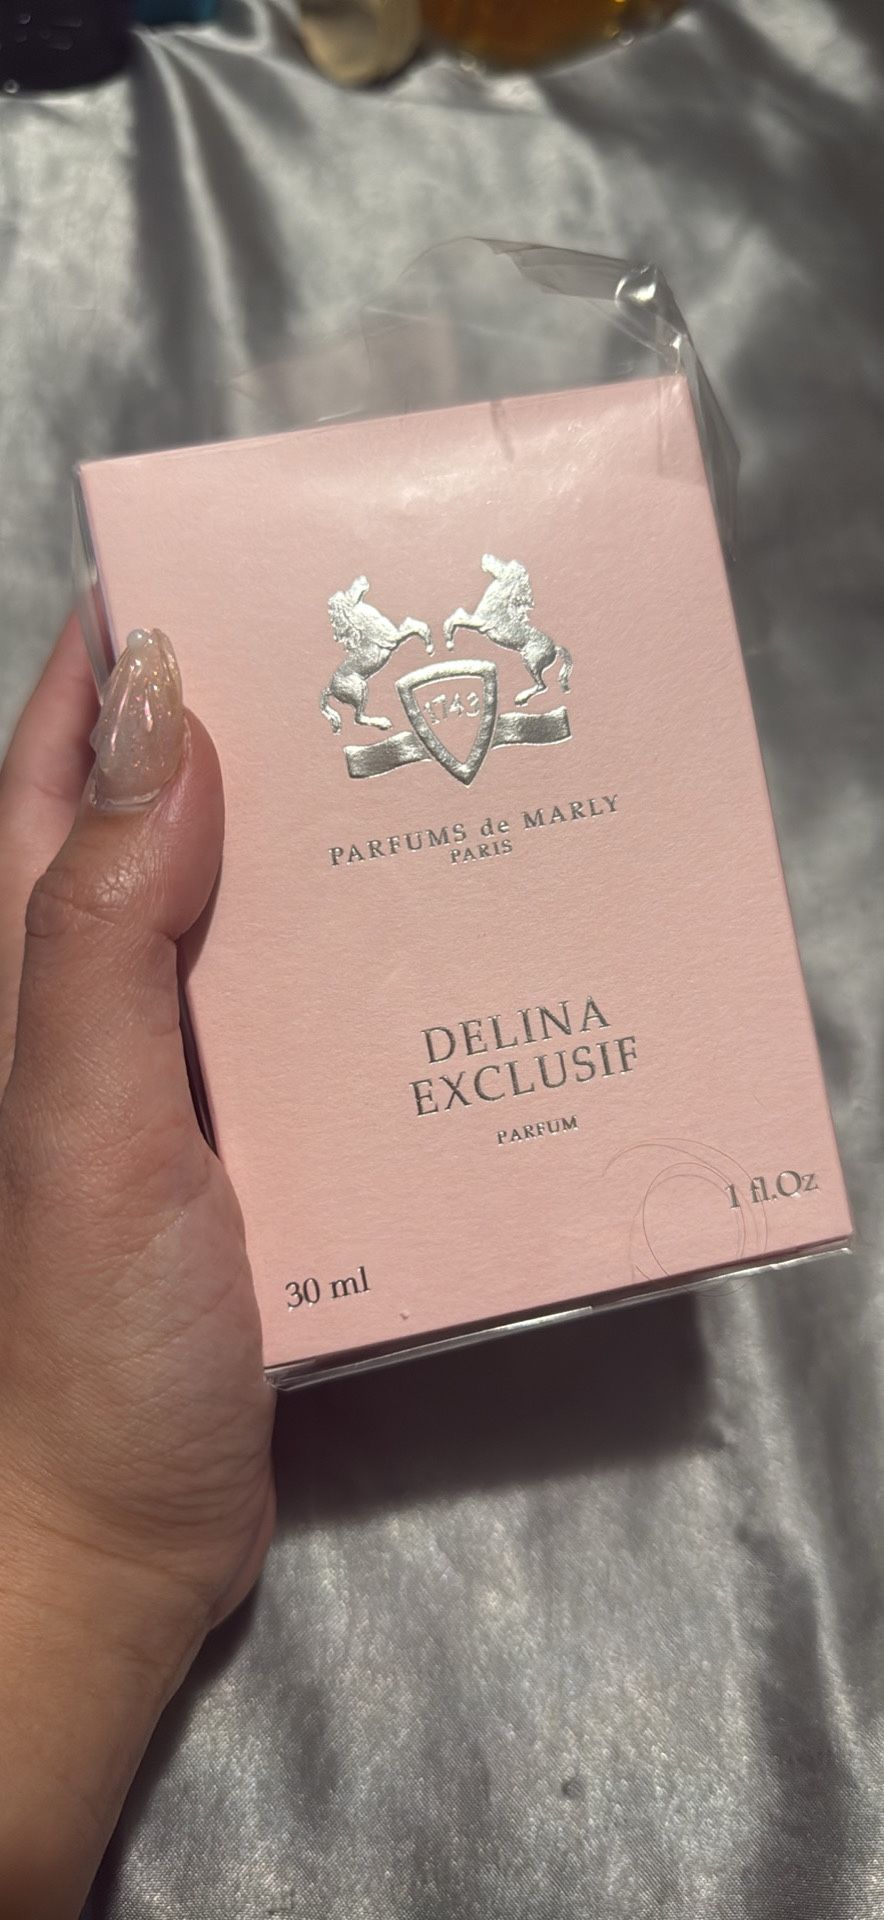 1743
PARFUMS de MARLY
PARIS
DELINA
EXCLUSIF
PARFUM
1 fl.Oz
30 ml